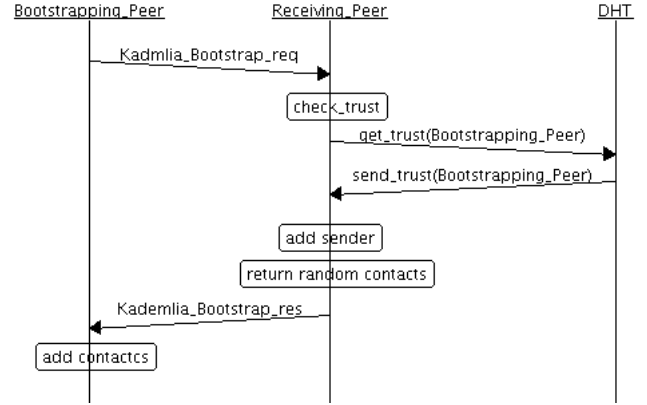 Bootstrapping_Peer Receiving_Peer DHT
Kadmlia_Bootstrap_req
check_trust
get_trust(Bootstrapping_Peer)
send_trust(Bootstrapping_Peer)
add sender
return random contacts
Kademlia_Bootstrap_res
add contactcs